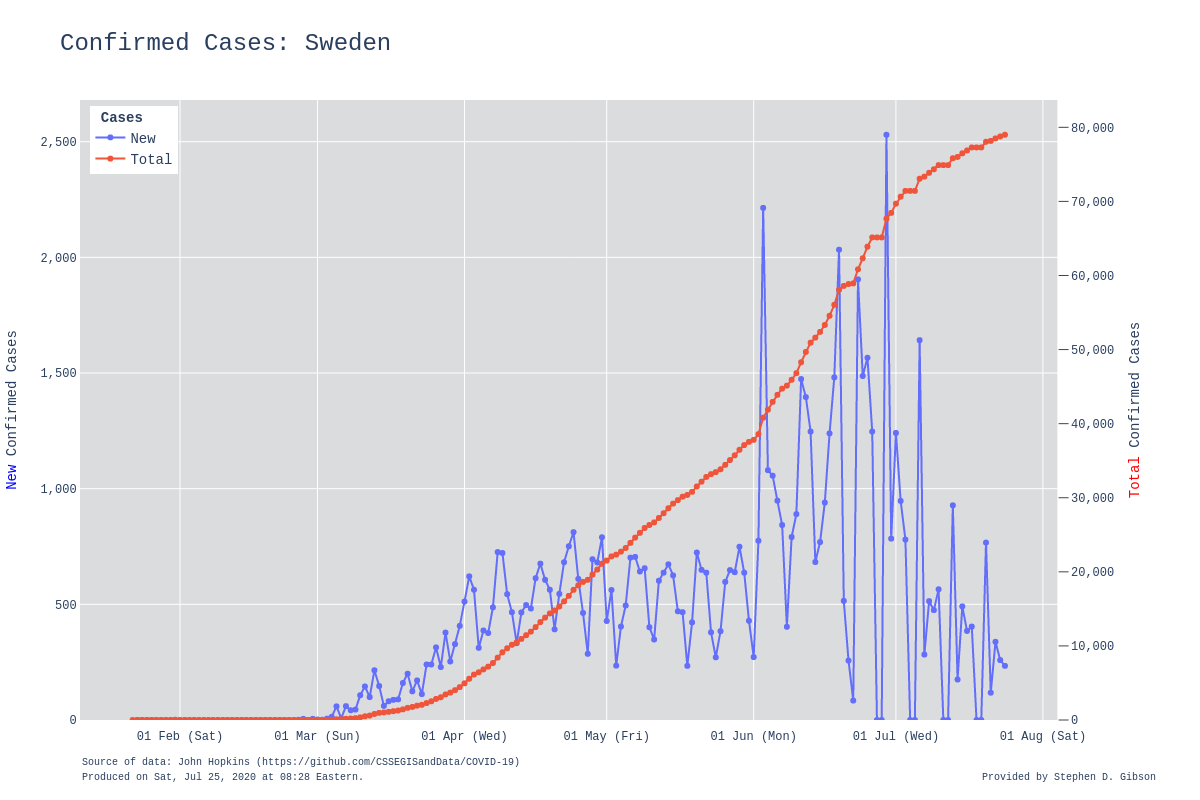 Confirmed Cases: Sweden
Cases
New
Total
2,500
2,000
1,500
1,000
500
0
80,000
70,000
60,000
50,000
40,000
30,000
20,000
10,000
0
New Confirmed Cases
Total Confirmed Cases
01 Feb (Sat) 01 Mar (Sun) 01 Apr (Wed) 01 May (Fri) 01 Jun (Mon) 01 Jul (Wed) 01 Aug (Sat)
Source of data: John Hopkins (https://github.com/CSSEGISandData/COVID-19)
Produced on Sat, Jul 25, 2020 at 08:28 Eastern.
Provided by Stephen D. Gibson